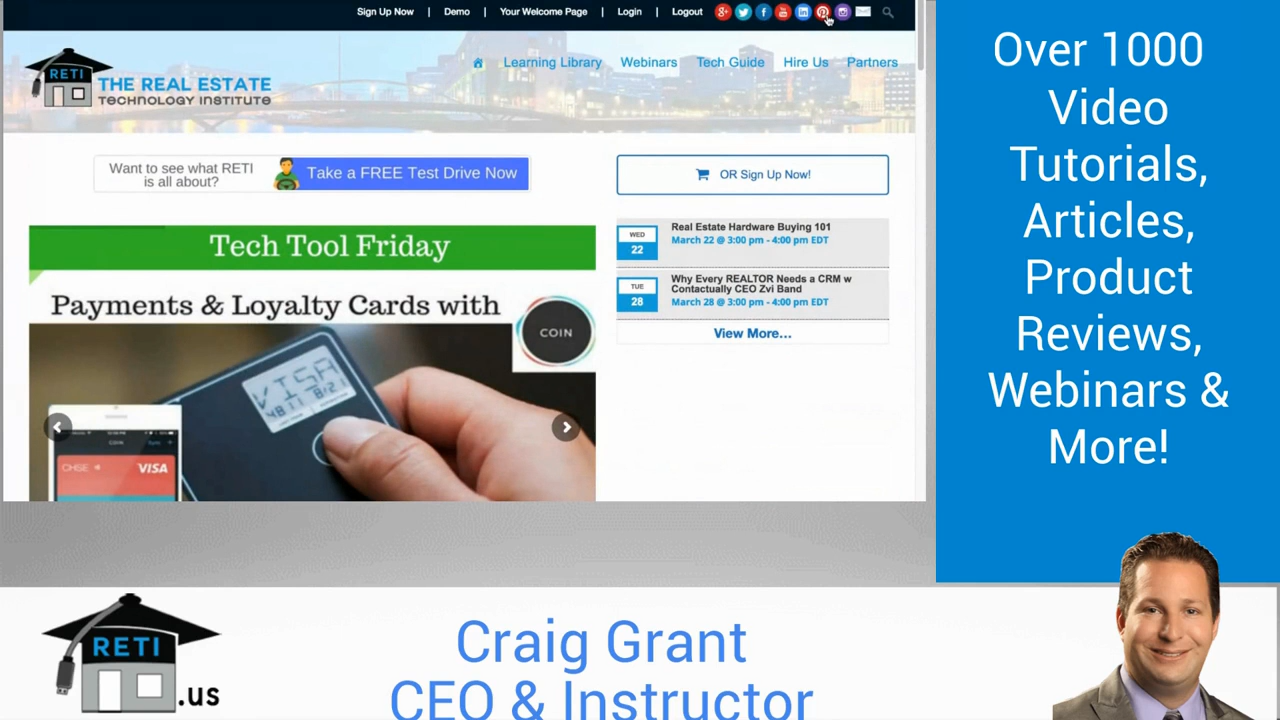 Sign Up Now | Demo | Your Welcome Page | Login | Logout
RETI
THE REAL ESTATE
TECHNOLOGY INSTITUTE
Learning Library Webinars Tech Guide Hire Us Partners
Want to see what RETI
is all about?
Take a FREE Test Drive Now
OR Sign Up Now!
Tech Tool Friday
Payments & Loyalty Cards with
COIN
VISA
4811 8/21
COIN
CHSE
VISA
WED
22
Real Estate Hardware Buying 101
March 22 @ 3:00 pm - 4:00 pm EDT
TUE
28
Why Every REALTOR Needs a CRM w
Contactually CEO Zvi Band
March 28 @ 3:00 pm - 4:00 pm EDT
View More...
Over 1000
Video
Tutorials,
Articles,
Product
Reviews,
Webinars &
More!
RETI
.us
Craig Grant
CEO & Instructor